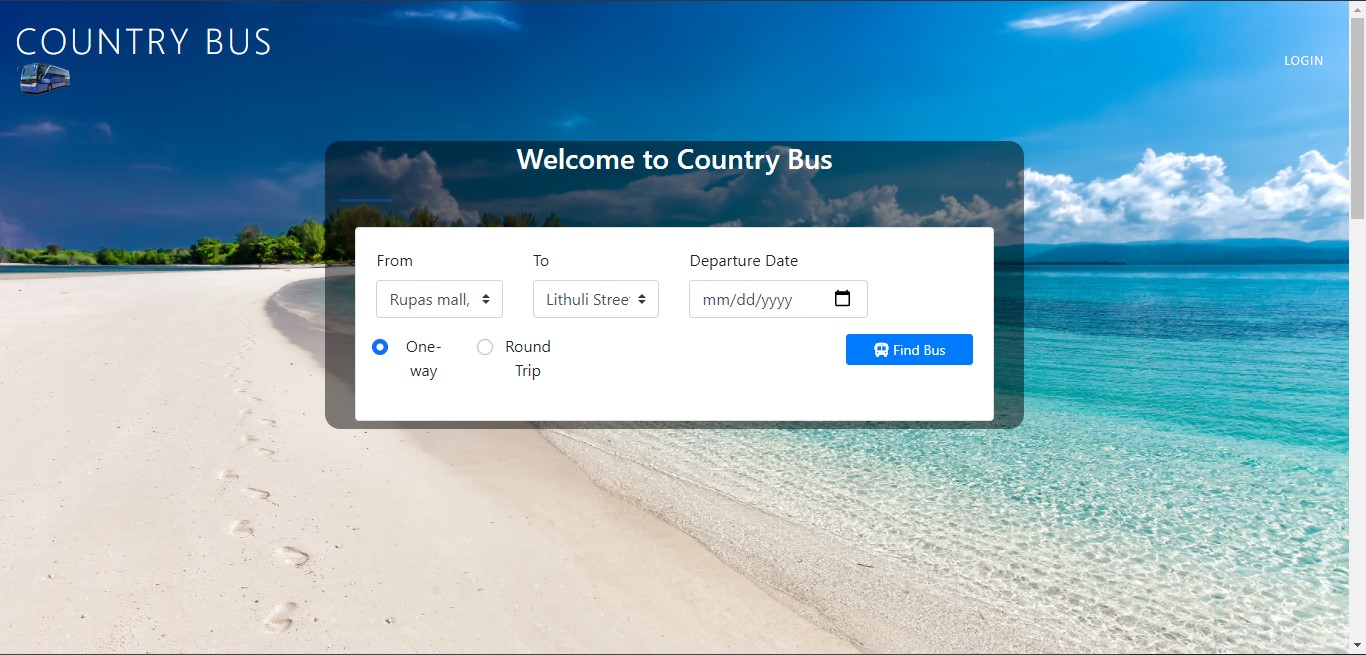 COUNTRY BUS
LOGIN
Welcome to Country Bus
From
To
Departure Date
Rupas mall,
Lithuli Stree
mm/dd/yyyy
One-
way
Round
Trip
Find Bus